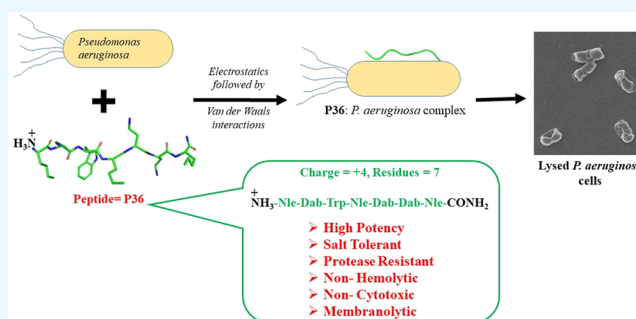 Pseudomonas
aeruginosa
Electrostatics
followed by
Van der Waals
interactions
P36: P. aeruginosa complex
Lysed P. aeruginosa
cells
+
H₃N
Peptide= P36
Charge = +4, Residues = 7
+
NH₃-Nle-Dab-Trp-Nle-Dab-Dab-Nle-CONH₂
➢ High Potency
➢ Salt Tolerant
➢ Protease Resistant
➢ Non- Hemolytic
➢ Non- Cytotoxic
➢ Membranolytic